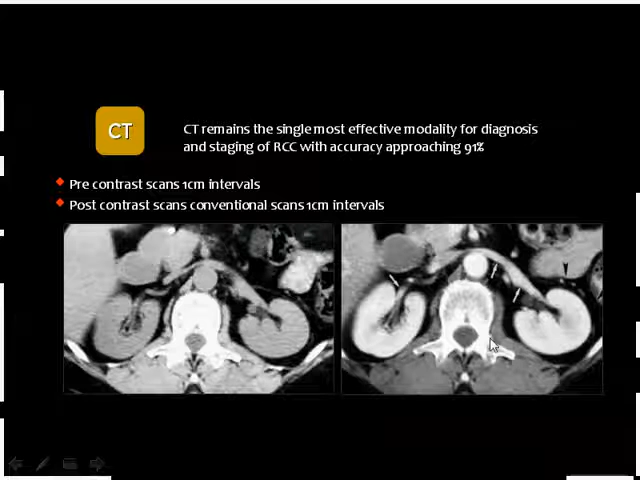 CT
CT remains the single most effective modality for diagnosis
and staging of RCC with accuracy approaching 91%
Pre contrast scans 1cm intervals
Post contrast scans conventional scans 1cm intervals